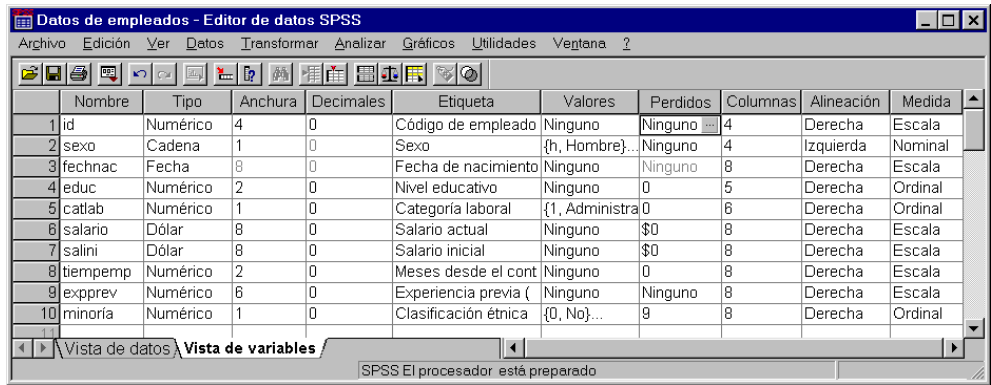 Datos de empleados - Editor de datos SPSS
Archivo Edición Ver Datos Transformar Analizar Gráficos Utilidades Ventana ?
Nombre Tipo Anchura Decimales Etiqueta Valores Perdidos Columnas Alineación Medida
1 id Numérico 4 0 Código de empleado Ninguno Ninguno ... 4 Derecha Escala
2 sexo Cadena 1 0 Sexo {h, Hombre}... Ninguno 4 Izquierda Nominal
3 fechnac Fecha 8 0 Fecha de nacimiento Ninguno Ninguno 8 Derecha Escala
4 educ Numérico 2 0 Nivel educativo Ninguno 0 5 Derecha Ordinal
5 catlab Numérico 1 0 Categoría laboral {1, Administra 0 6 Derecha Ordinal
6 salario Dólar 8 0 Salario actual Ninguno $0 8 Derecha Escala
7 salini Dólar 8 0 Salario inicial Ninguno $0 8 Derecha Escala
8 tiempemp Numérico 2 0 Meses desde el cont Ninguno 0 8 Derecha Escala
9 expprev Numérico 6 0 Experiencia previa ( Ninguno Ninguno 8 Derecha Escala
10 minoría Numérico 1 0 Clasificación étnica {0, No}... 9 8 Derecha Ordinal
11
Vista de datos Vista de variables
SPSS El procesador está preparado